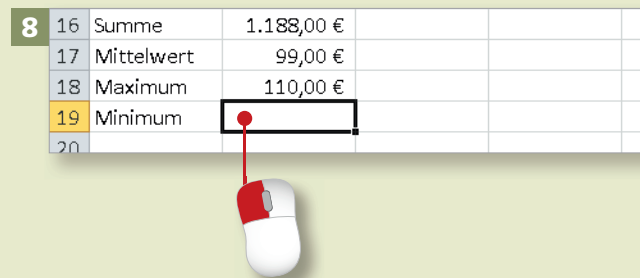 8
16 Summe 1.188,00 €
17 Mittelwert 99,00 €
18 Maximum 110,00 €
19 Minimum
20